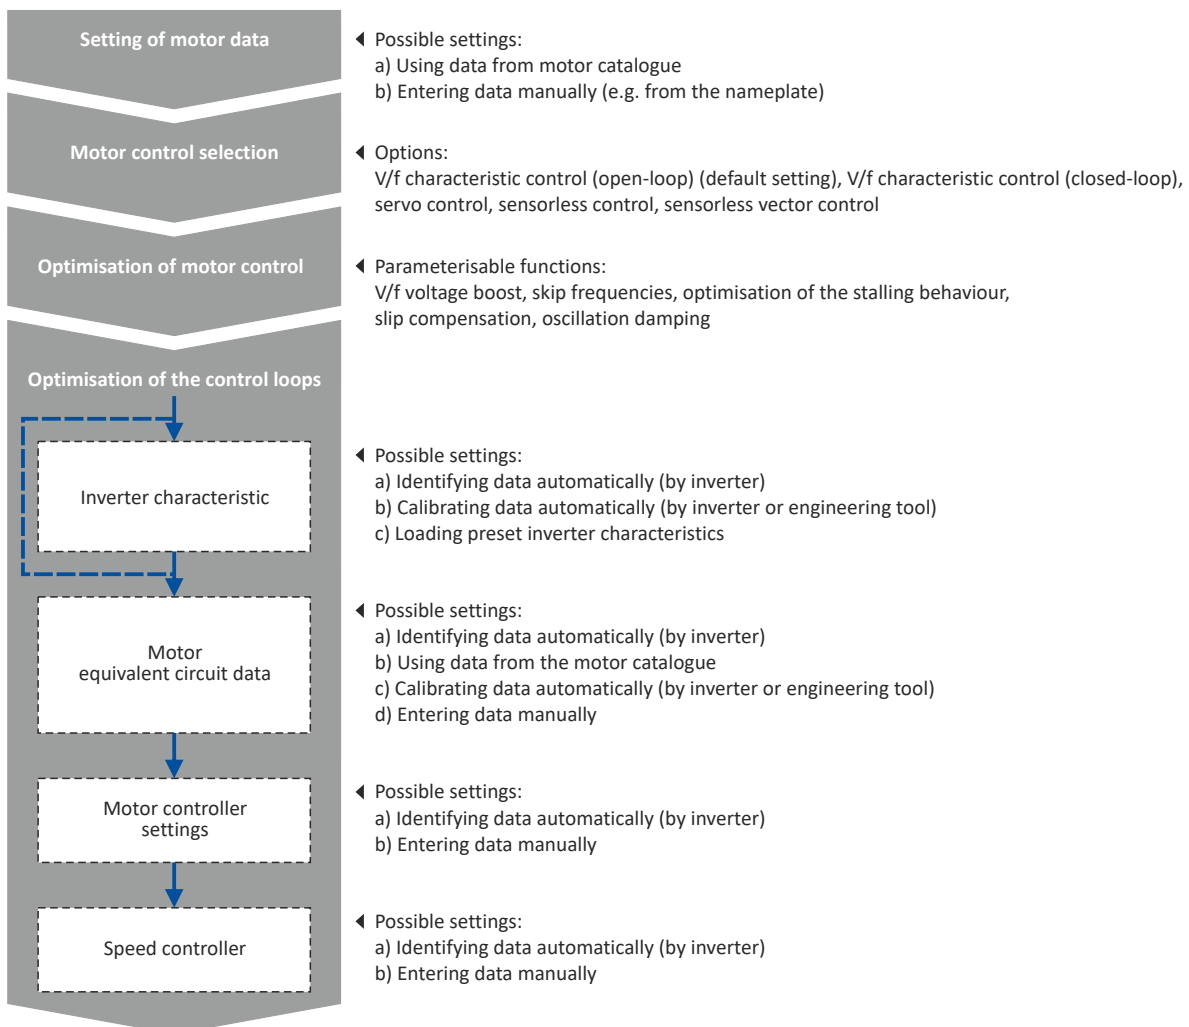 Setting of motor data
Possible settings:
a) Using data from motor catalogue
b) Entering data manually (e.g. from the nameplate)
Motor control selection
Options:
V/f characteristic control (open-loop) (default setting), V/f characteristic control (closed-loop),
servo control, sensorless control, sensorless vector control
Optimisation of motor control
Parameterisable functions:
V/f voltage boost, skip frequencies, optimisation of the stalling behaviour,
slip compensation, oscillation damping
Optimisation of the control loops
Inverter characteristic
Possible settings:
a) Identifying data automatically (by inverter)
b) Calibrating data automatically (by inverter or engineering tool)
c) Loading preset inverter characteristics
Motor
equivalent circuit data
Possible settings:
a) Identifying data automatically (by inverter)
b) Using data from the motor catalogue
c) Calibrating data automatically (by inverter or engineering tool)
d) Entering data manually
Motor controller
settings
Possible settings:
a) Identifying data automatically (by inverter)
b) Entering data manually
Speed controller
Possible settings:
a) Identifying data automatically (by inverter)
b) Entering data manually